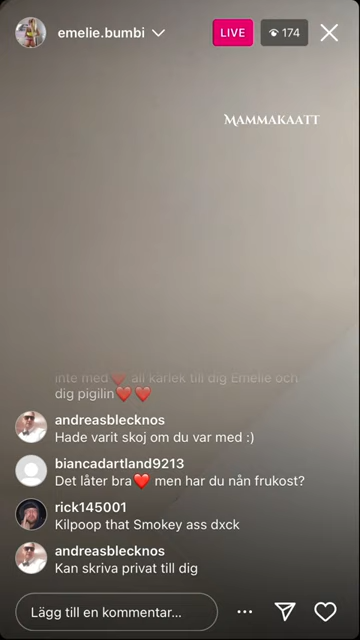 emelie.bumbi
LIVE
174
MAMMAKAATT
inte med ❤️ all kärlek till dig Emelie och
dig pigilin❤️ ❤️
andreasblecknos
Hade varit skoj om du var med :)
biancadartland9213
Det låter bra❤️ men har du nån frukost?
rick145001
Kilpoop that Smokey ass dxck
andreasblecknos
Kan skriva privat till dig
Lägg till en kommentar...